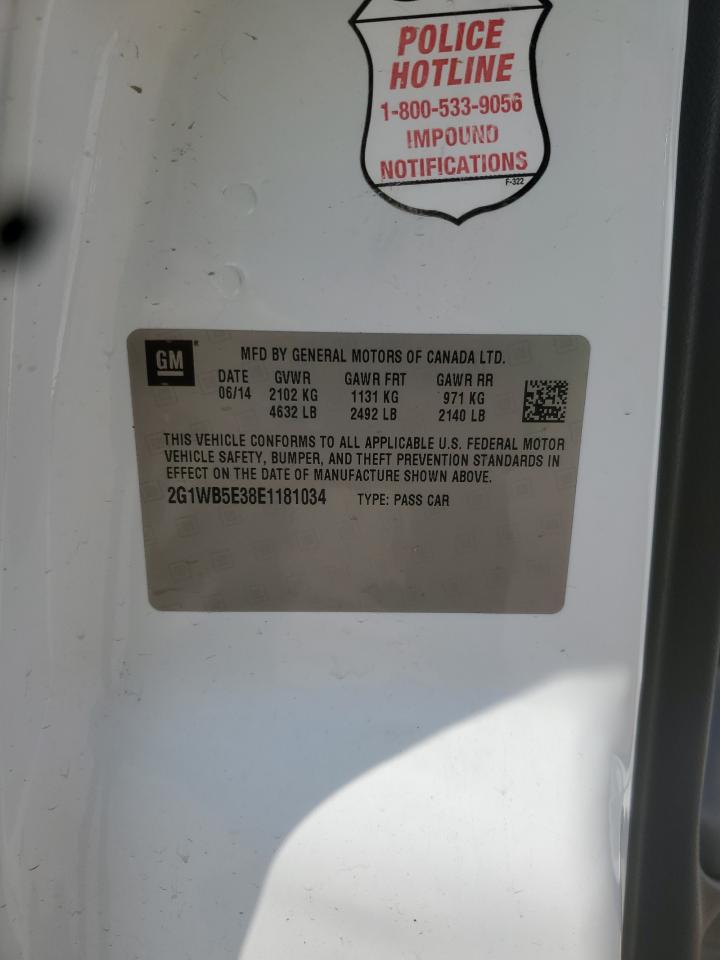 POLICE
HOTLINE
1-800-533-9056
IMPOUND
NOTIFICATIONS
F-322
GM ®
MFD BY GENERAL MOTORS OF CANADA LTD.
DATE GVWR GAWR FRT GAWR RR
06/14 2102 KG 1131 KG 971 KG
4632 LB 2492 LB 2140 LB
THIS VEHICLE CONFORMS TO ALL APPLICABLE U.S. FEDERAL MOTOR
VEHICLE SAFETY, BUMPER, AND THEFT PREVENTION STANDARDS IN
EFFECT ON THE DATE OF MANUFACTURE SHOWN ABOVE.
2G1WB5E38E1181034 TYPE: PASS CAR